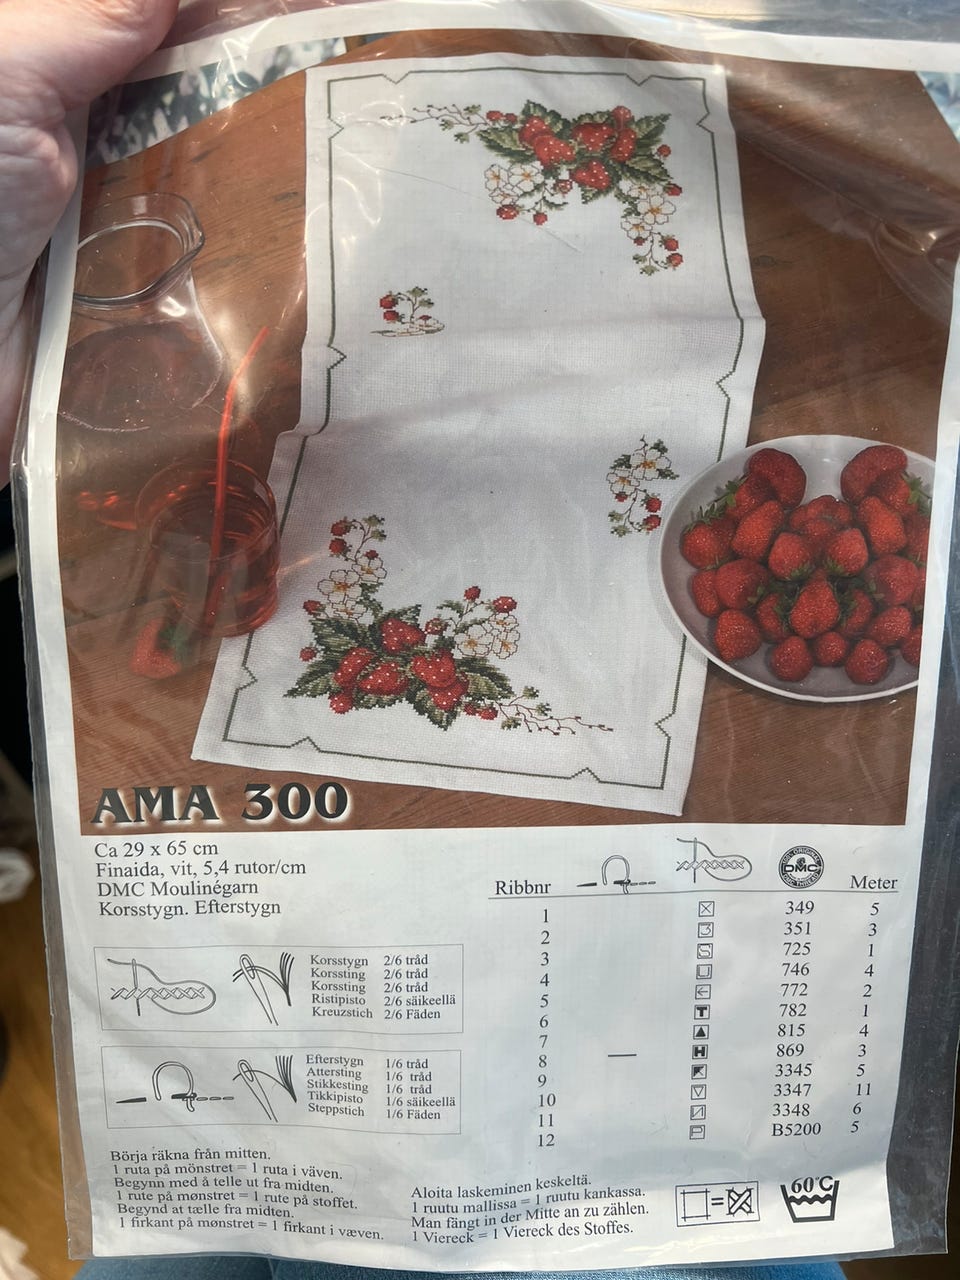 AMA 300
Ca 29 x 65 cm
Finaida, vit, 5,4 rutor/cm
DMC Moulinégarn
Korsstygn. Efterstygn
Korsstygn 2/6 tråd
Korssting 2/6 tråd
Korssting 2/6 tråd
Ristipisto 2/6 säikeellä
Kreuzstich 2/6 Fäden
Efterstygn 1/6 tråd
Attersting 1/6 tråd
Stikkesting 1/6 tråd
Tikkipisto 1/6 säikeellä
Steppstich 1/6 Fäden
Börja räkna från mitten.
1 ruta på mönstret = 1 ruta i väven.
Begynn med å telle ut fra midten.
1 rute på mønstret = 1 rute på stoffet.
Begynd at tælle fra midten.
1 firkant på mønstret = 1 firkant i væven.
Ribbnr DMC Meter
1 349 5
2 351 3
3 725 1
4 746 4
5 772 2
6 782 1
7 815 4
8 869 3
9 3345 5
10 3347 11
11 3348 6
12 B5200 5
Aloita laskeminen keskeltä.
1 ruutu mallissa = 1 ruutu kankassa.
Man fängt in der Mitte an zu zählen.
1 Viereck = 1 Viereck des Stoffes.
=
60°C